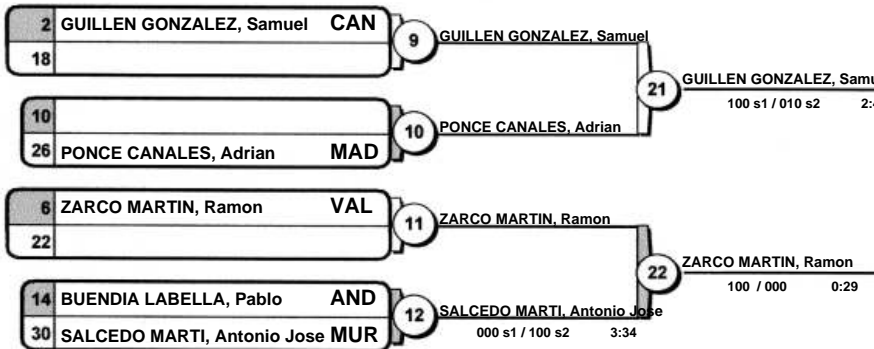 2 GUILLEN GONZALEZ, Samuel CAN
18
9
GUILLEN GONZALEZ, Samuel
10
26 PONCE CANALES, Adrian MAD
10
PONCE CANALES, Adrian
21
GUILLEN GONZALEZ, Samu
100 s1 / 010 s2 2:
6 ZARCO MARTIN, Ramon VAL
22
11
ZARCO MARTIN, Ramon
14 BUENDIA LABELLA, Pablo AND
30 SALCEDO MARTI, Antonio Jose MUR
12
SALCEDO MARTI, Antonio Jose
000 s1 / 100 s2 3:34
22
ZARCO MARTIN, Ramon
100 / 000 0:29